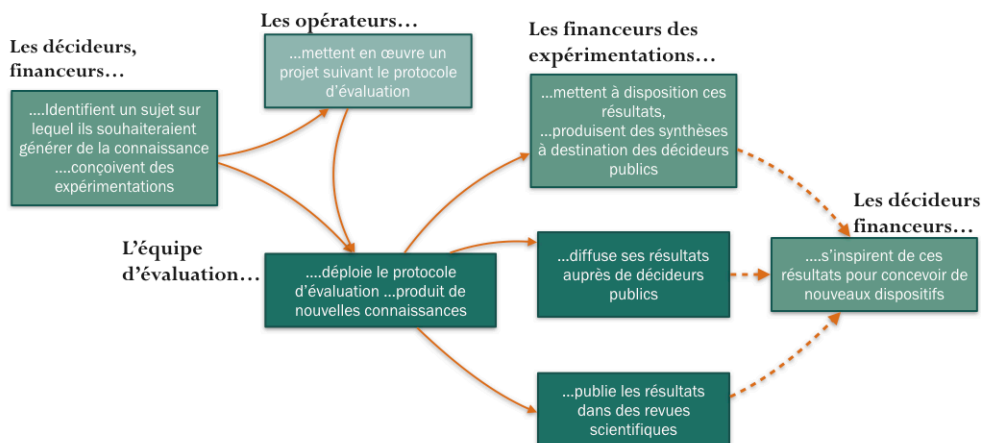 Les décideurs,
financeurs…
....Identifient un sujet sur
lequel ils souhaiteraient
générer de la connaissance
....conçoivent des
expérimentations
Les opérateurs…
...mettent en œuvre un
projet suivant le protocole
d'évaluation
L'équipe
d'évaluation…
....déploie le protocole
d'évaluation ...produit de
nouvelles connaissances
Les financeurs des
expérimentations…
...mettent à disposition ces
résultats,
...produisent des synthèses
à destination des décideurs
publics
...diffuse ses résultats
auprès de décideurs
publics
...publie les résultats
dans des revues
scientifiques
Les décideurs
financeurs…
....s'inspirent de ces
résultats pour concevoir de
nouveaux dispositifs